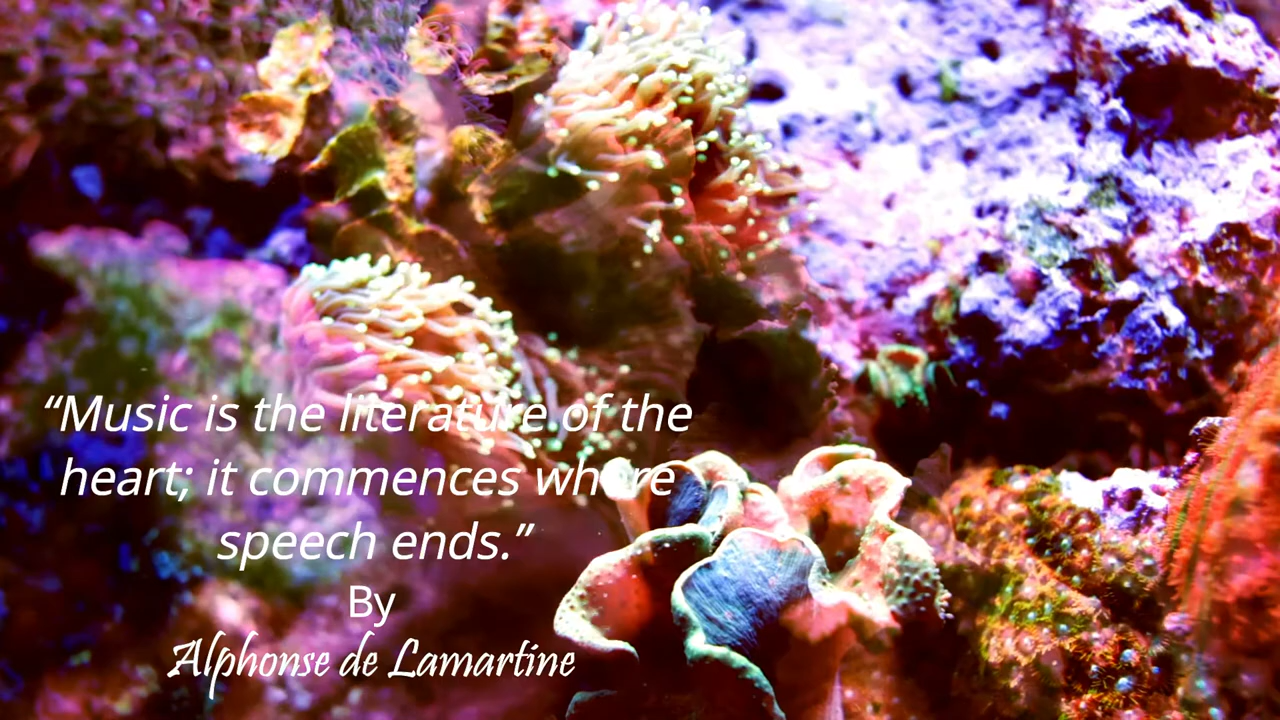 “Music is the literature of the
heart; it commences where
speech ends.”
By
Alphonse de Lamartine